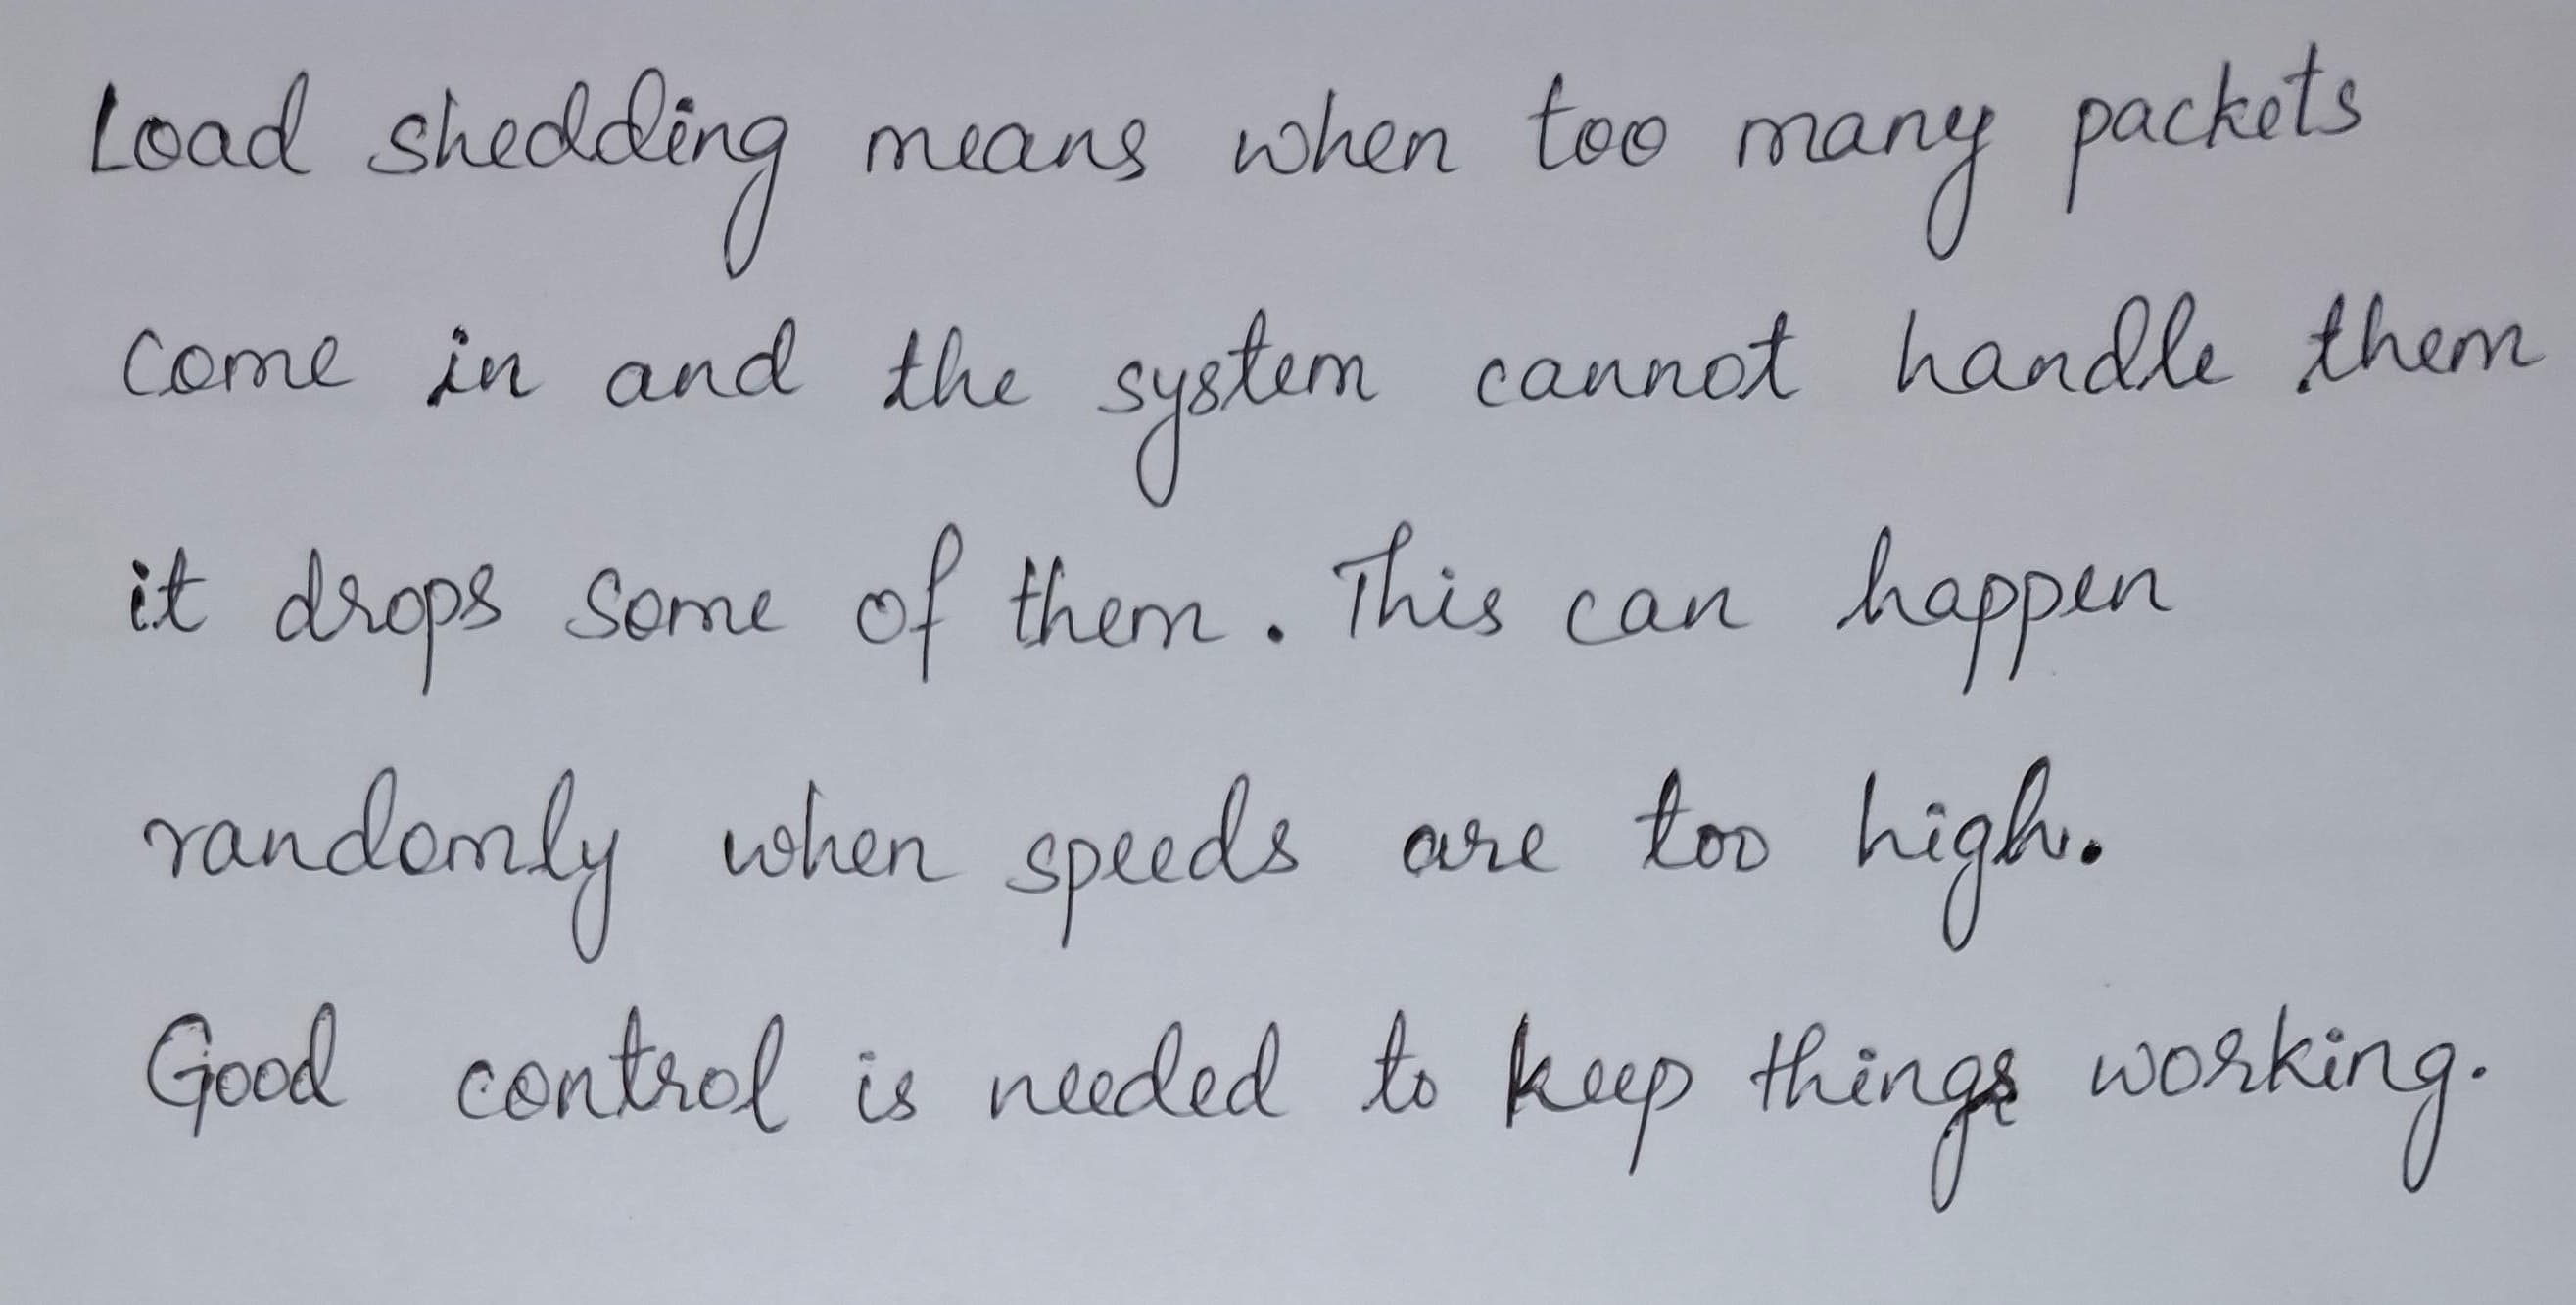 Load shedding means when too many packets
come in and the system cannot handle them
it drops some of them. This can happen
randomly when speeds are too high.
Good control is needed to keep things working.